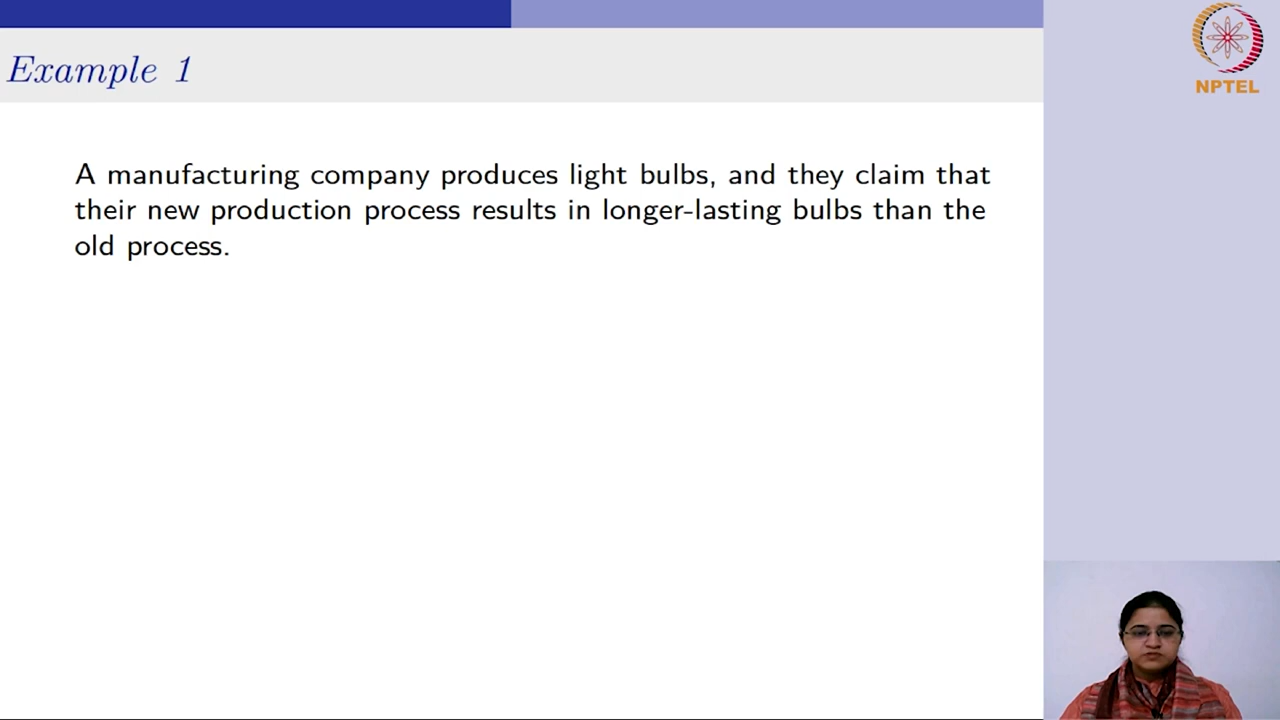 Example 1
NPTEL
A manufacturing company produces light bulbs, and they claim that
their new production process results in longer-lasting bulbs than the
old process.